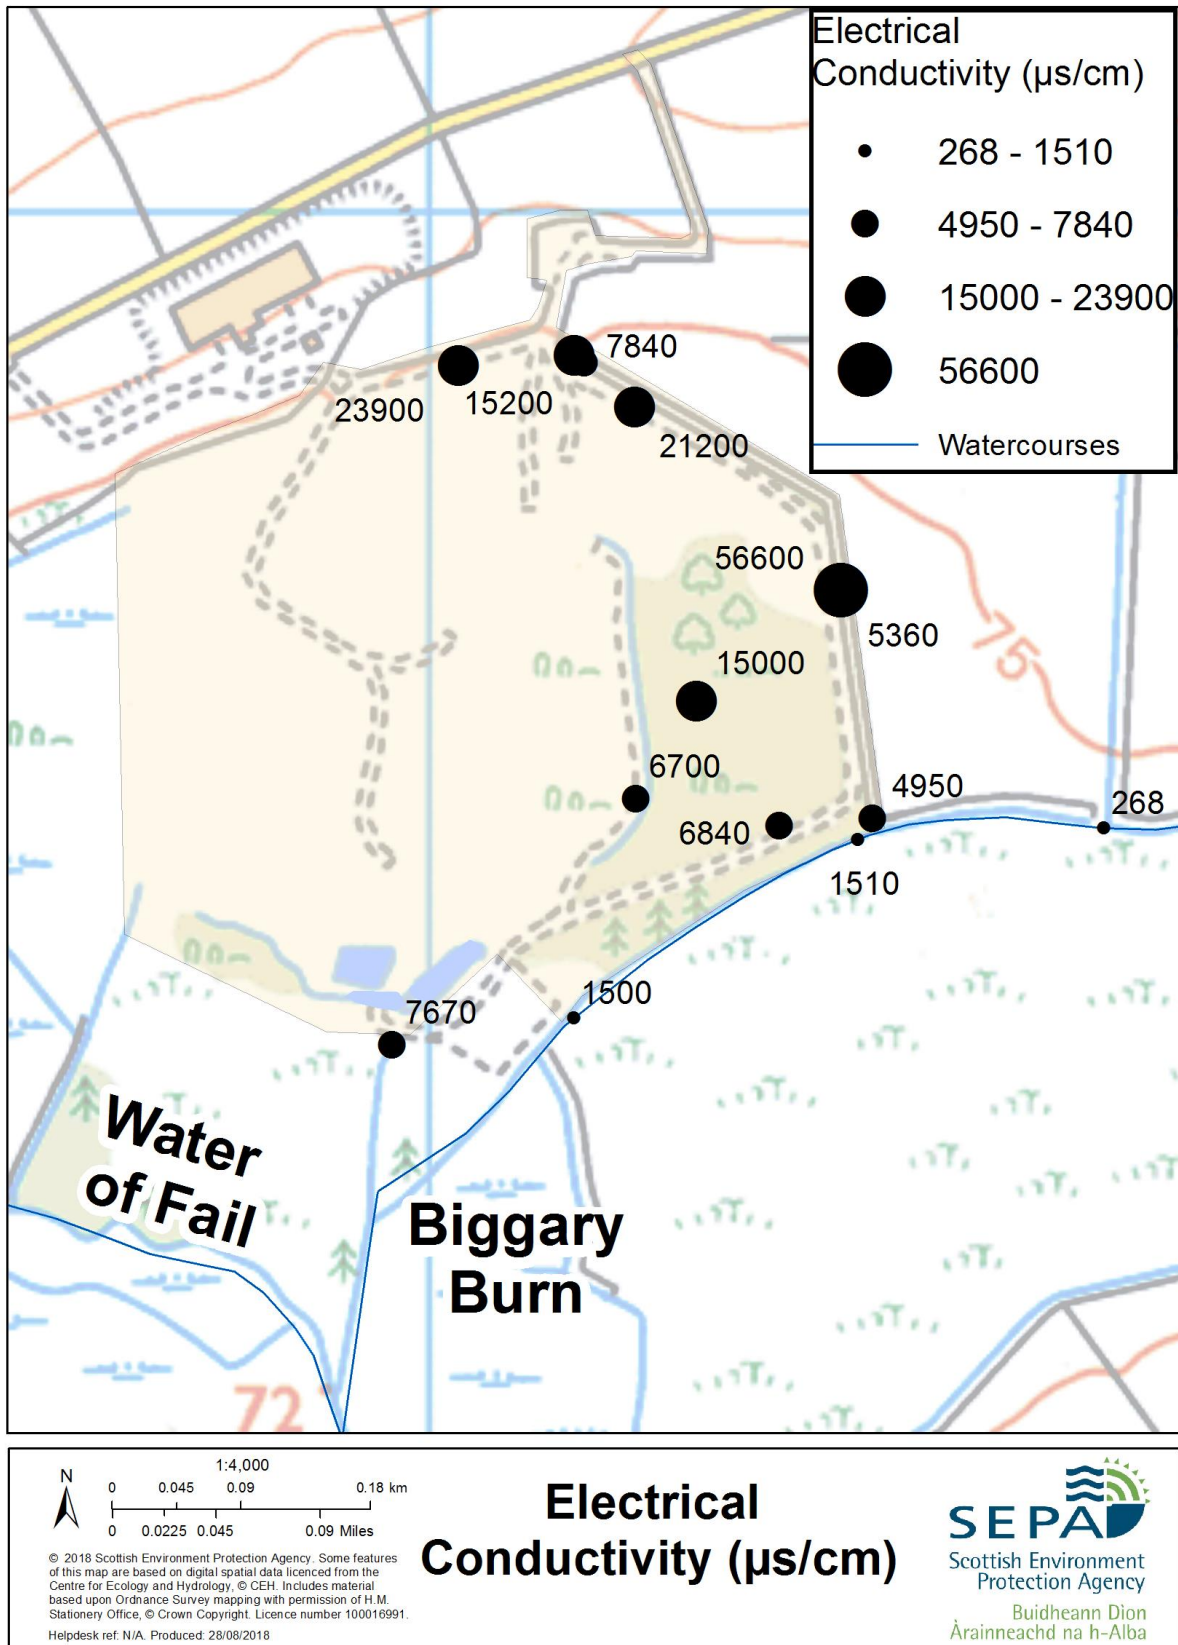 Electrical
Conductivity (µs/cm)
268 - 1510
4950 - 7840
15000 - 23900
56600
Watercourses
7840
15200
23900
21200
56600
5360
75
15000
6700
4950
268
6840
1510
1500
7670
Water
of Fail
Biggary
Burn
72
N
1:4,000
0 0.045 0.09 0.18 km
0 0.0225 0.045 0.09 Miles
© 2018 Scottish Environment Protection Agency. Some features
of this map are based on digital spatial data licenced from the
Centre for Ecology and Hydrology, © CEH. Includes material
based upon Ordnance Survey mapping with permission of H.M.
Stationery Office, © Crown Copyright. Licence number 100016991.
Helpdesk ref: N/A. Produced: 28/08/2018
Electrical
Conductivity (µs/cm)
SEPA
Scottish Environment
Protection Agency
Buidheann Dìon
Àrainneachd na h-Alba